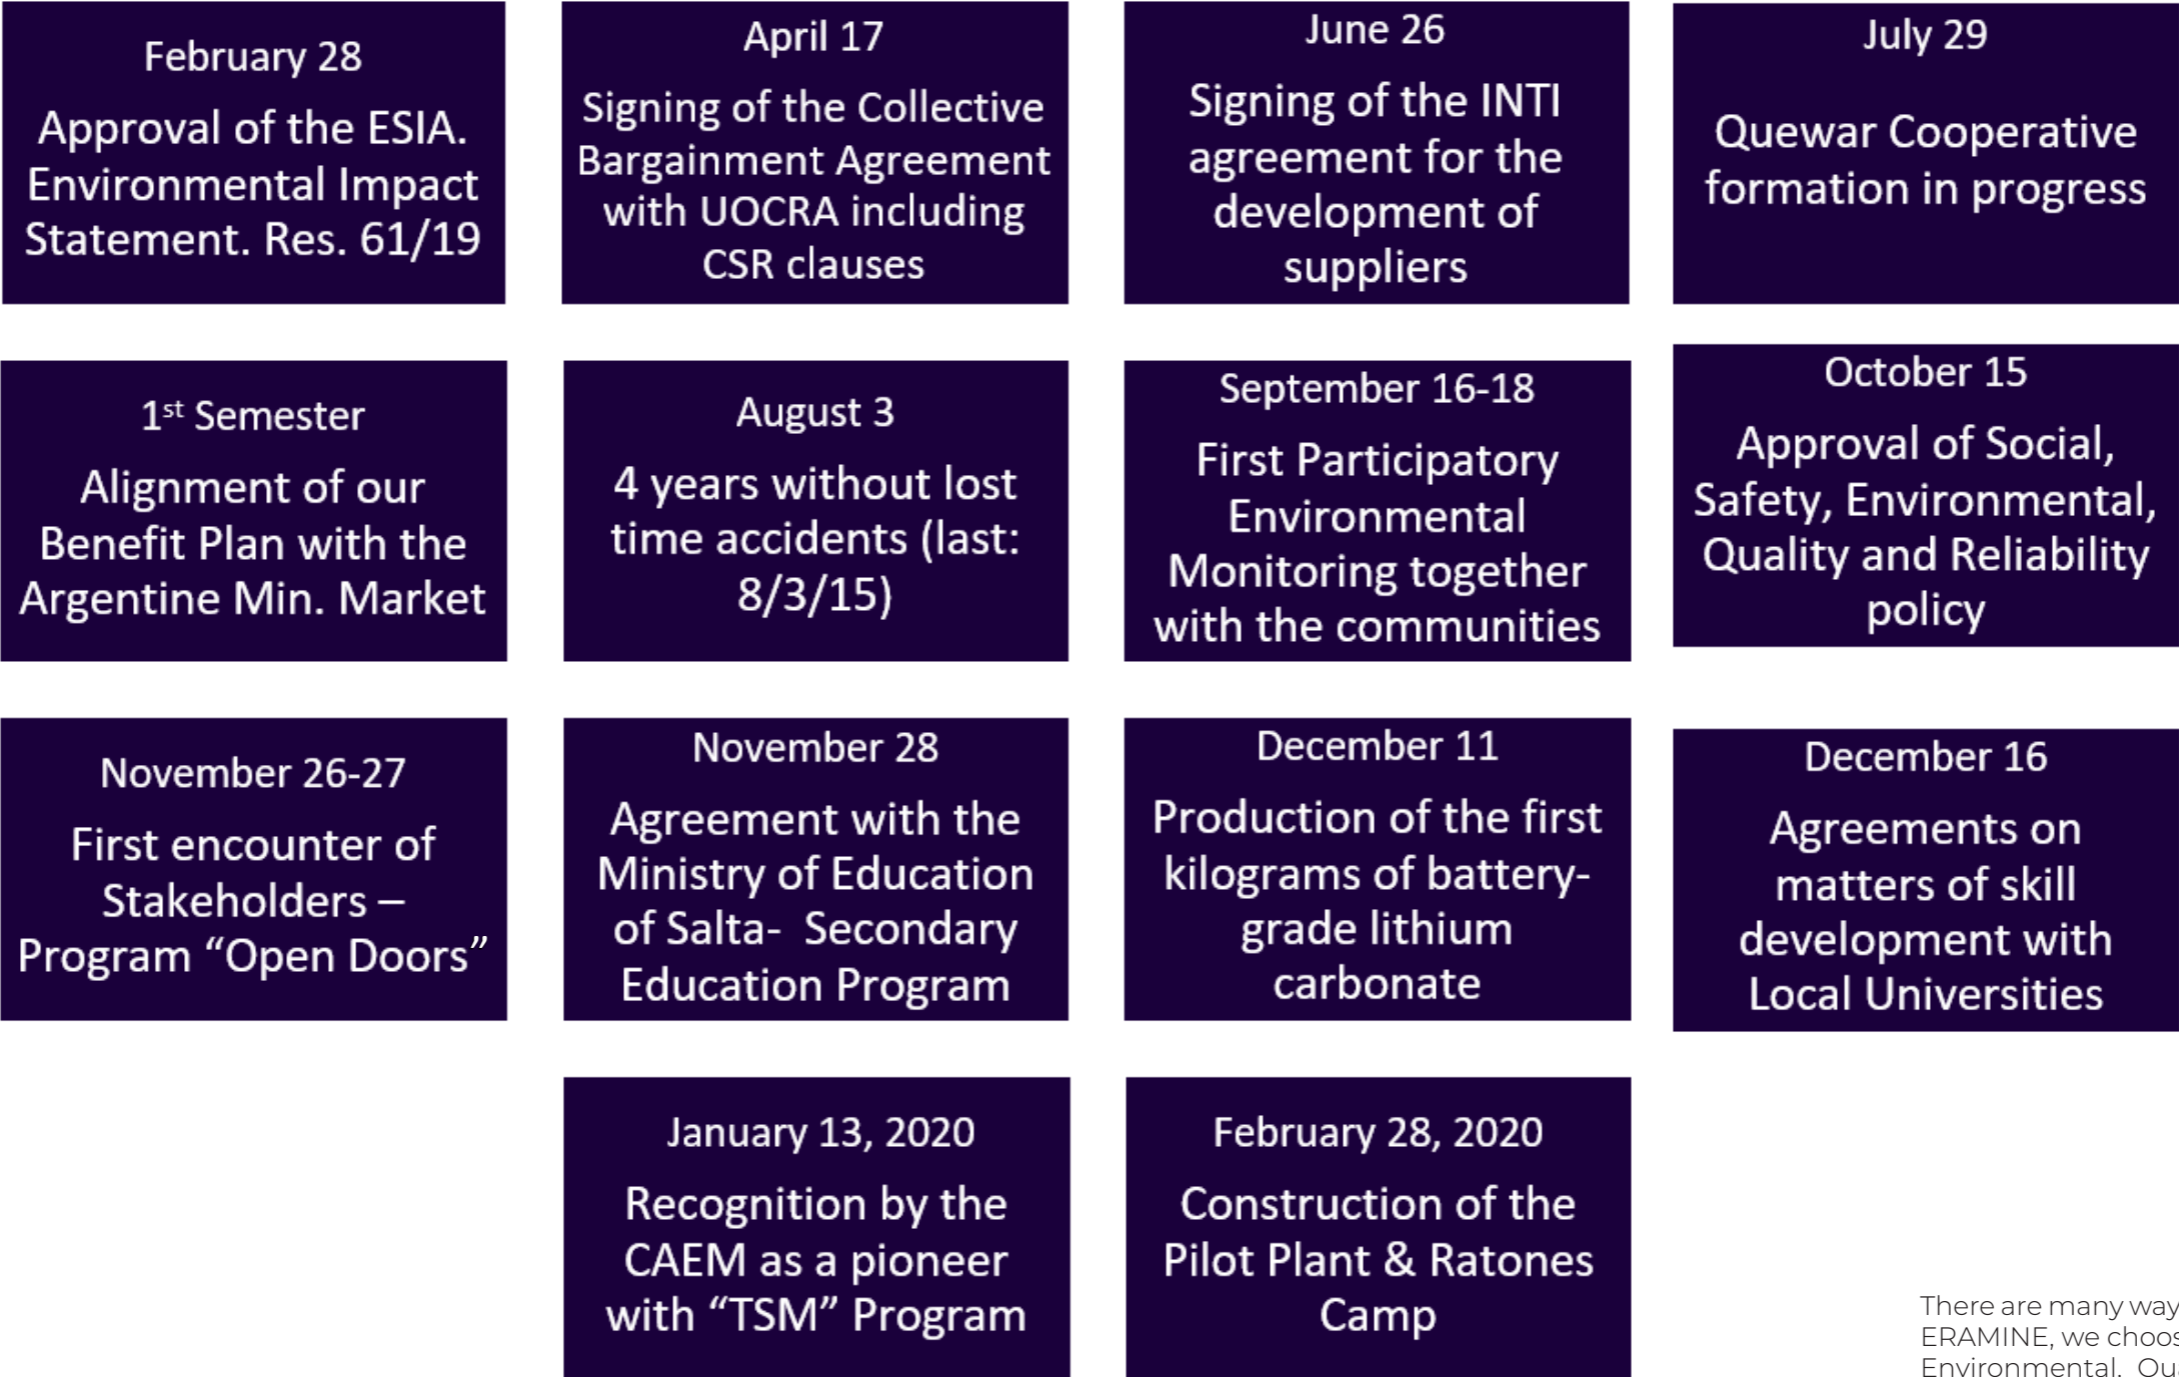 February 28
Approval of the ESIA.
Environmental Impact
Statement. Res. 61/19
April 17
Signing of the Collective
Bargainment Agreement
with UOCRA including
CSR clauses
June 26
Signing of the INTI
agreement for the
development of
suppliers
July 29
Quewar Cooperative
formation in progress
1st Semester
Alignment of our
Benefit Plan with the
Argentine Min. Market
August 3
4 years without lost
time accidents (last:
8/3/15)
September 16-18
First Participatory
Environmental
Monitoring together
with the communities
October 15
Approval of Social,
Safety, Environmental,
Quality and Reliability
policy
November 26-27
First encounter of
Stakeholders –
Program “Open Doors”
November 28
Agreement with the
Ministry of Education
of Salta- Secondary
Education Program
December 11
Production of the first
kilograms of battery-
grade lithium
carbonate
December 16
Agreements on
matters of skill
development with
Local Universities
January 13, 2020
Recognition by the
CAEM as a pioneer
with “TSM” Program
February 28, 2020
Construction of the
Pilot Plant & Ratones
Camp
There are many
ERAMINE, we
Environmental.